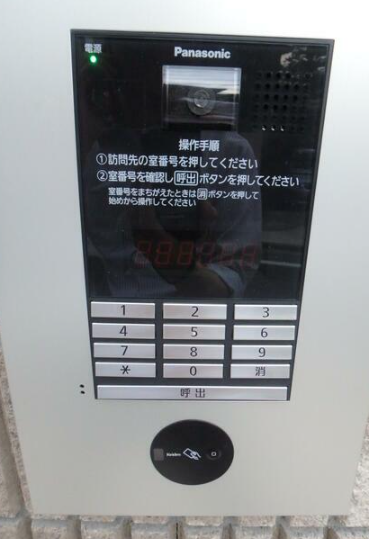 電源
Panasonic
操作手順
①訪問先の室番号を押してください
②室番号を確認し呼出ボタンを押してください
室番号をまちがえたときは消ボタンを押して
始めから操作してください
1 2 3
4 5 6
7 8 9
* 0 消
呼出